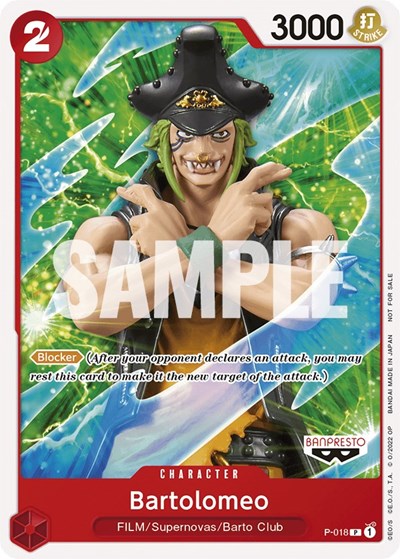 2
3000
打
STRIKE
SAMPLE
Blocker (After your opponent declares an attack, you may
rest this card to make it the new target of the attack.)
BANPRESTO
CHARACTER
Bartolomeo
FILM/Supernovas/Barto Club
P-018 P 1
©E.O/S ©E.O./S., T.A. © O/2022 OP BANDAI MADE IN JAPAN NOT FOR SALE